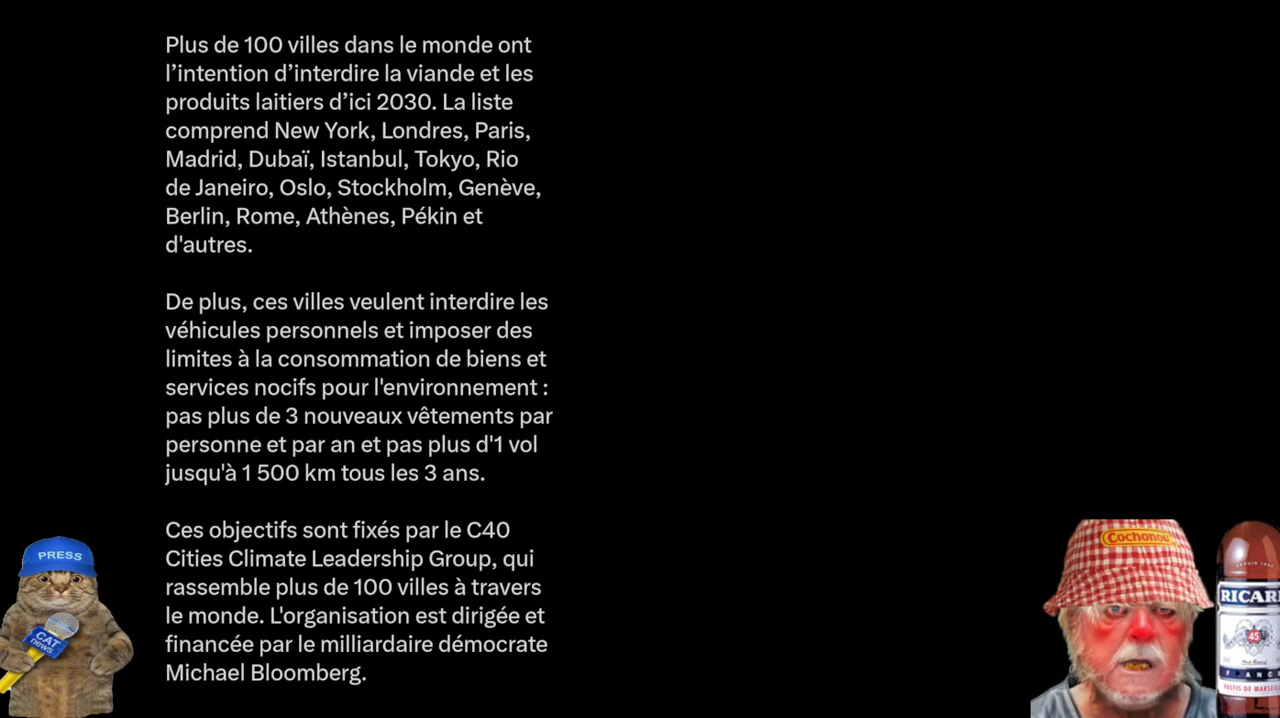 Plus de 100 villes dans le monde ont
l’intention d’interdire la viande et les
produits laitiers d’ici 2030. La liste
comprend New York, Londres, Paris,
Madrid, Dubaï, Istanbul, Tokyo, Rio
de Janeiro, Oslo, Stockholm, Genève,
Berlin, Rome, Athènes, Pékin et
d'autres.
De plus, ces villes veulent interdire les
véhicules personnels et imposer des
limites à la consommation de biens et
services nocifs pour l'environnement :
pas plus de 3 nouveaux vêtements par
personne et par an et pas plus d'1 vol
jusqu'à 1 500 km tous les 3 ans.
Ces objectifs sont fixés par le C40
Cities Climate Leadership Group, qui
rassemble plus de 100 villes à travers
le monde. L'organisation est dirigée et
financée par le milliardaire démocrate
Michael Bloomberg.
PRESS
CAT
news
Cochonou
RICAR
45
FRANC
PASTIS DE MARSEI